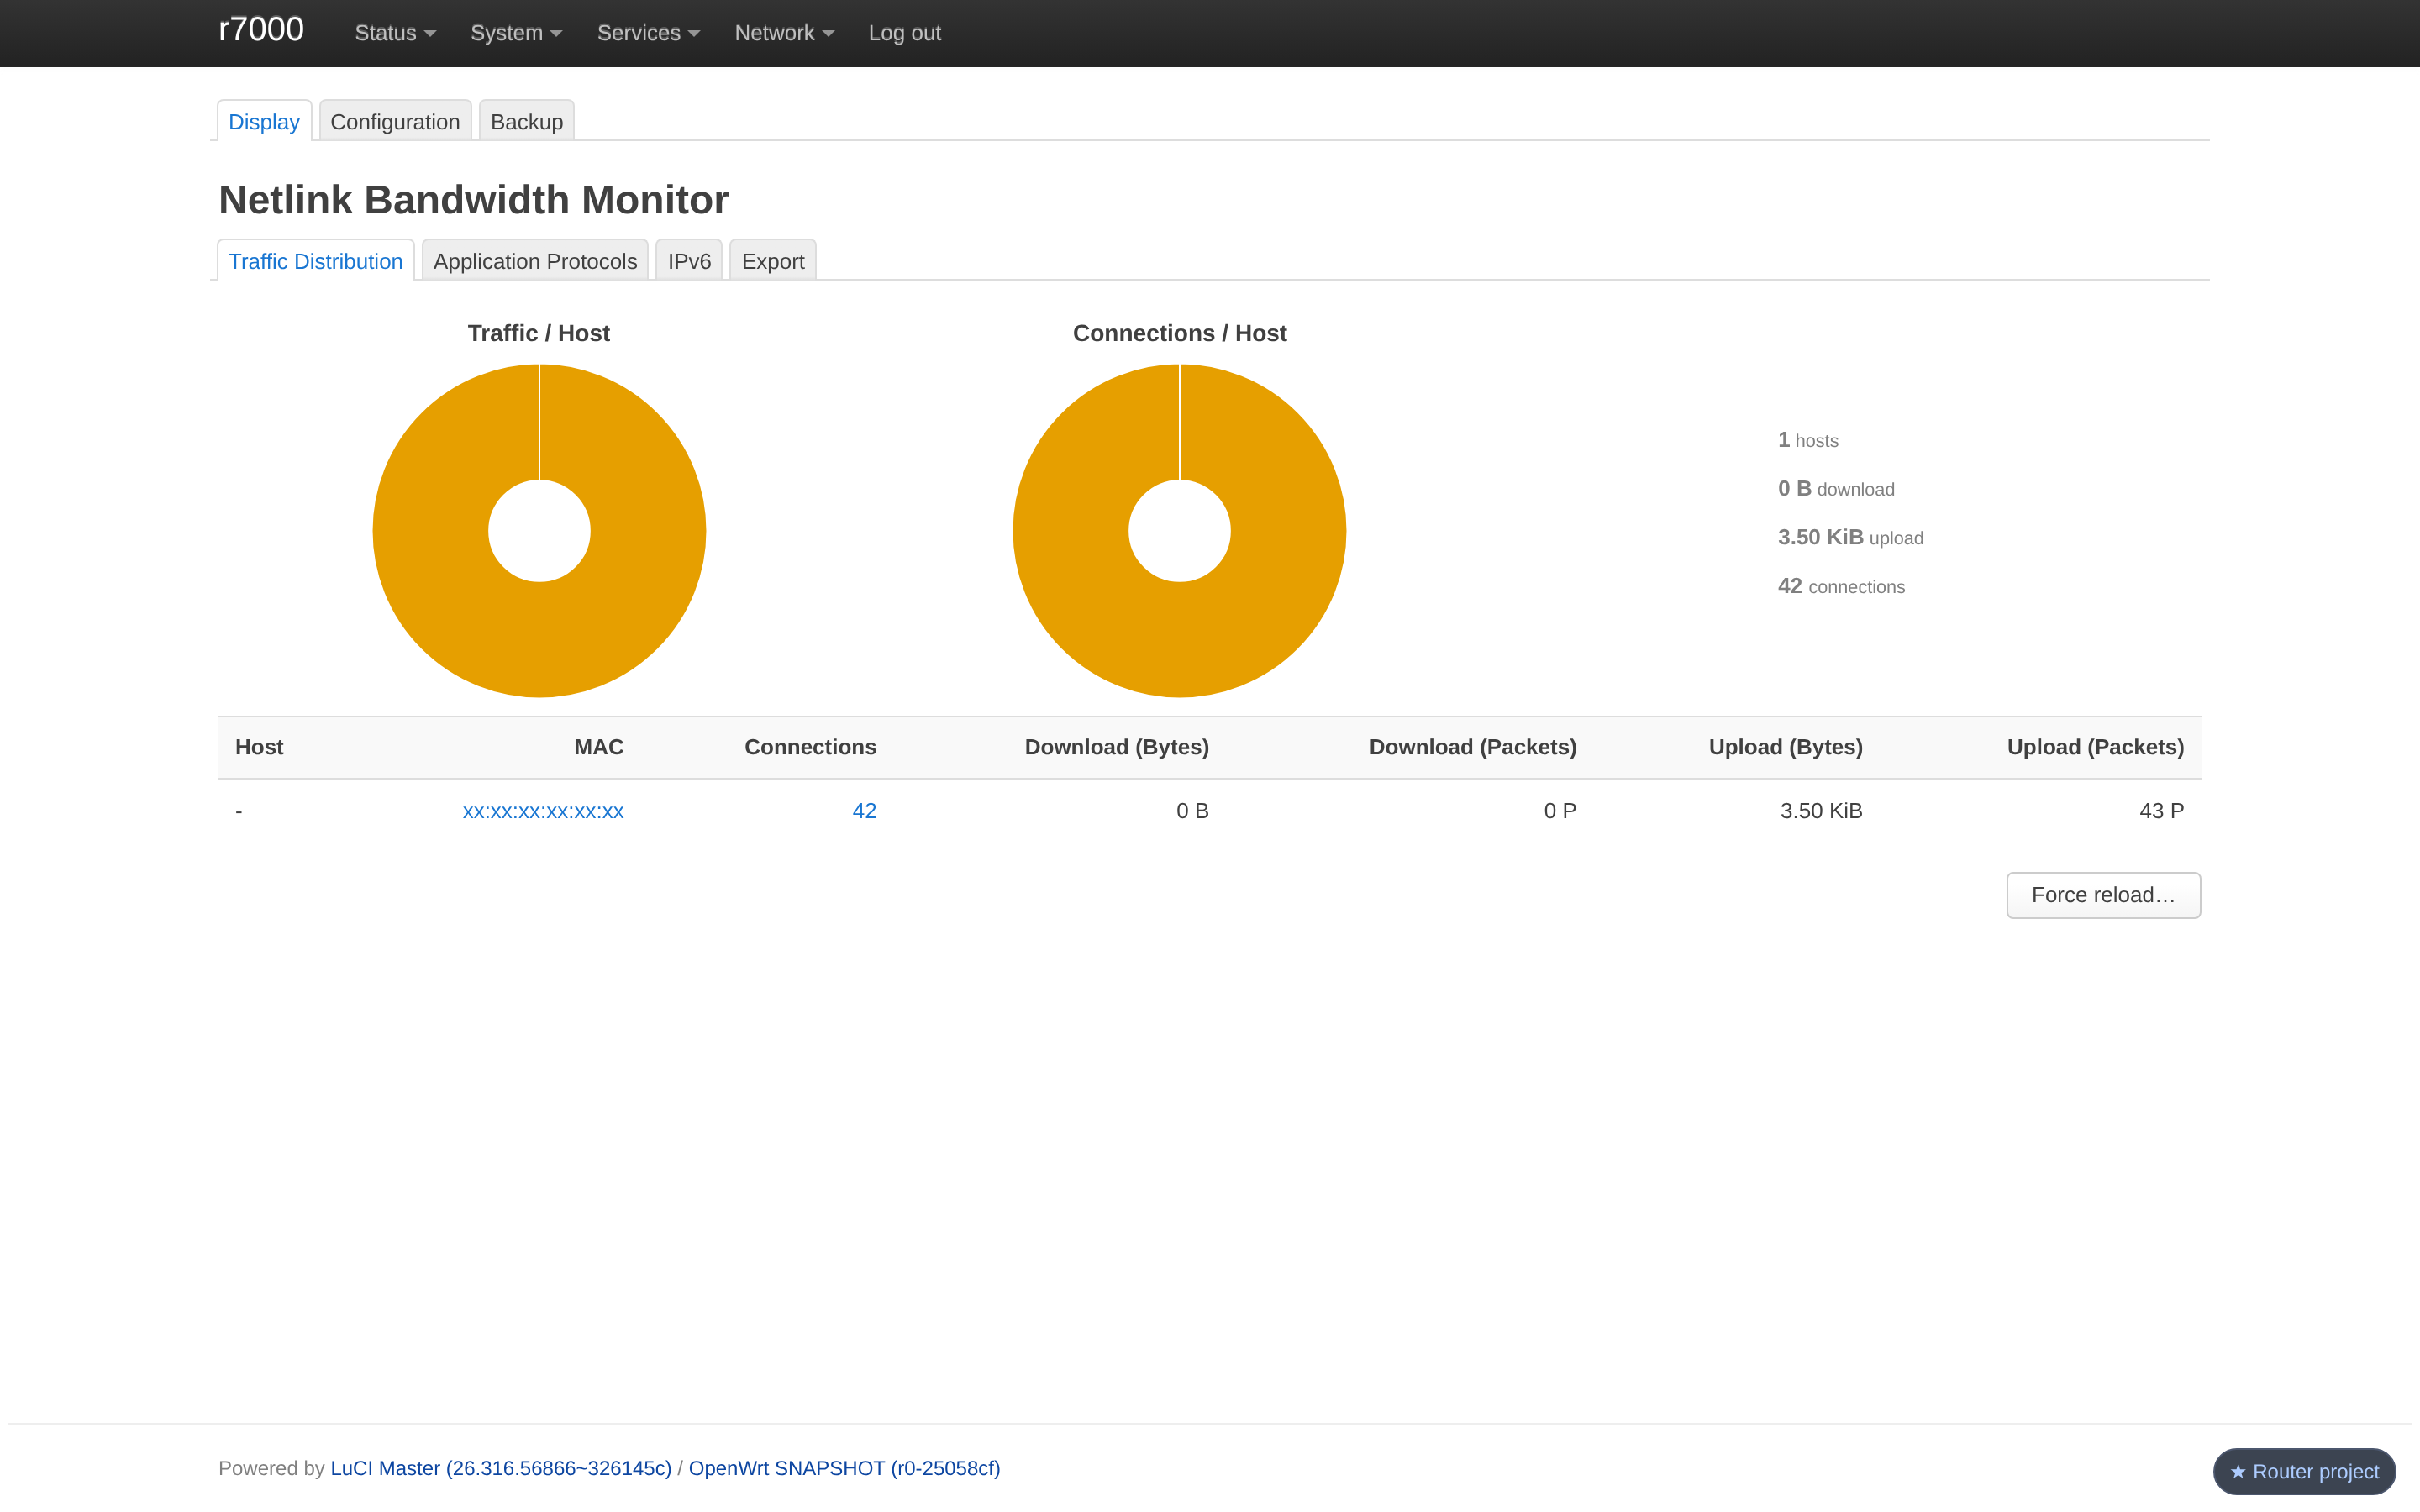 r7000 Status System Services Network Log out
Display Configuration Backup
Netlink Bandwidth Monitor
Traffic Distribution Application Protocols IPv6 Export
Traffic / Host Connections / Host
1 hosts
0 B download
3.50 KiB upload
42 connections
Host MAC Connections Download (Bytes) Download (Packets) Upload (Bytes) Upload (Packets)
- xx:xx:xx:xx:xx:xx 42 0 B 0 P 3.50 KiB 43 P
Force reload…
Powered by LuCI Master (26.316.56866~326145c) / OpenWrt SNAPSHOT (r0-25058cf)
★ Router project